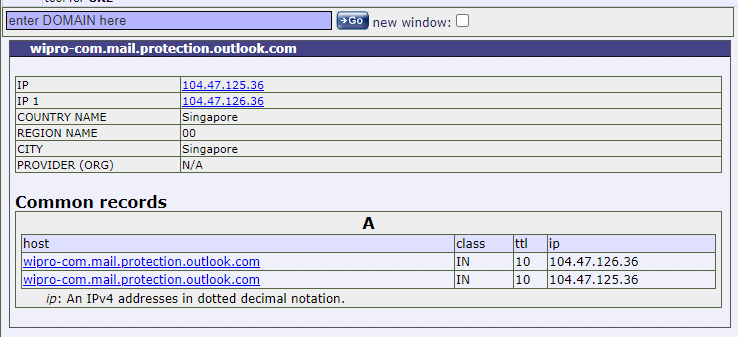 enter DOMAIN here Go new window:
wipro-com.mail.protection.outlook.com
IP 104.47.125.36
IP 1 104.47.126.36
COUNTRY NAME Singapore
REGION NAME 00
CITY Singapore
PROVIDER (ORG) N/A
Common records
A
host class ttl ip
wipro-com.mail.protection.outlook.com IN 10 104.47.126.36
wipro-com.mail.protection.outlook.com IN 10 104.47.125.36
ip: An IPv4 addresses in dotted decimal notation.